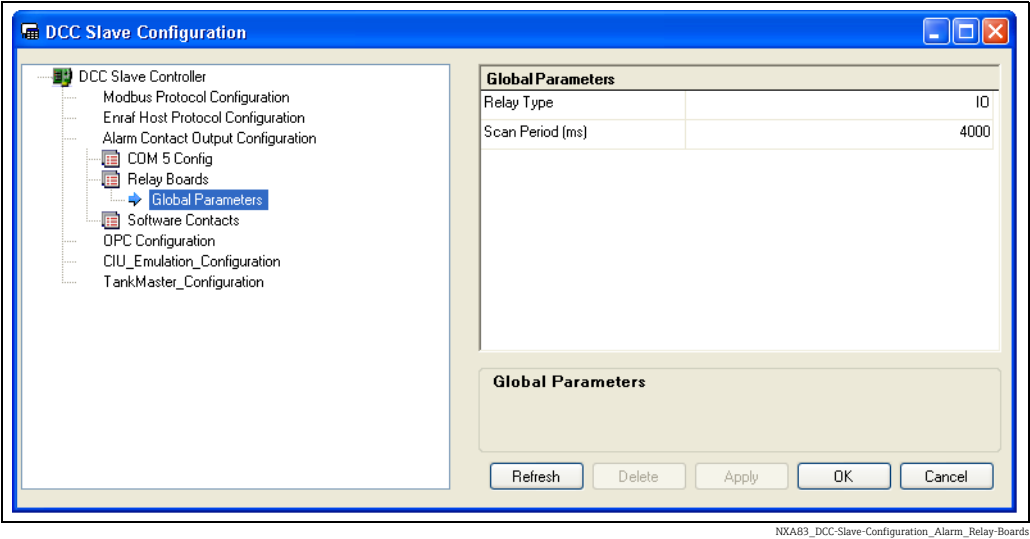 DCC Slave Configuration
DCC Slave Controller
Modbus Protocol Configuration
Enraf Host Protocol Configuration
Alarm Contact Output Configuration
COM 5 Config
Relay Boards
Global Parameters
Software Contacts
OPC Configuration
CIU_Emulation_Configuration
TankMaster_Configuration
Global Parameters
Relay Type IO
Scan Period (ms) 4000
Global Parameters
Refresh Delete Apply OK Cancel
NXA83_DCC-Slave-Configuration_Alarm_Relay-Boards